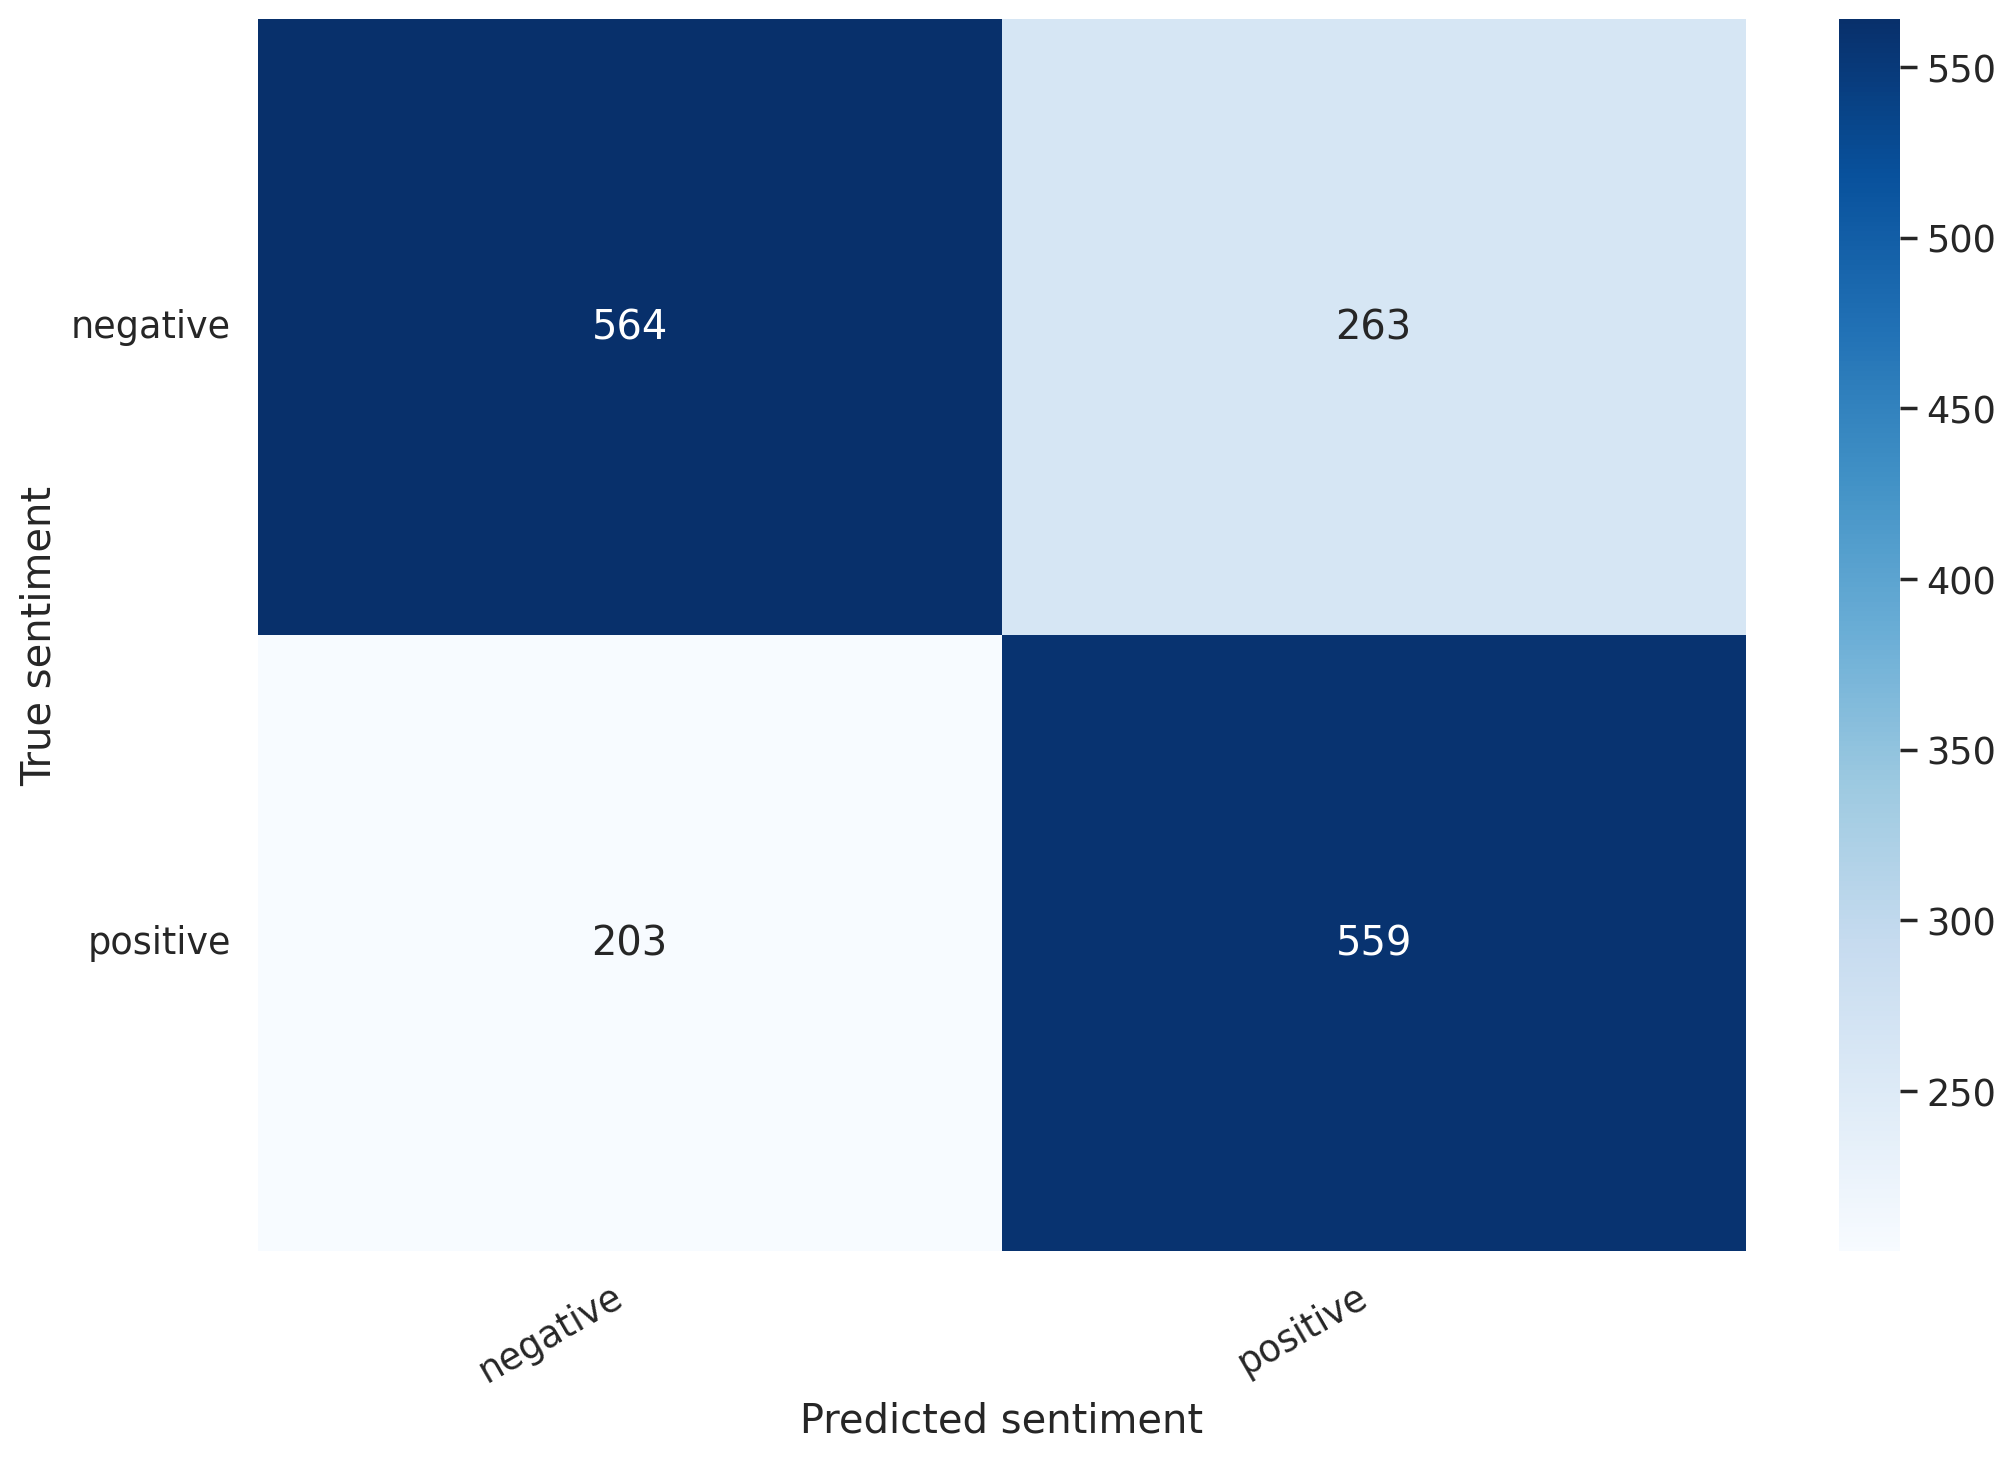 True sentiment
negative
positive
564
263
203
559
negative
positive
Predicted sentiment
550
500
450
400
350
300
250